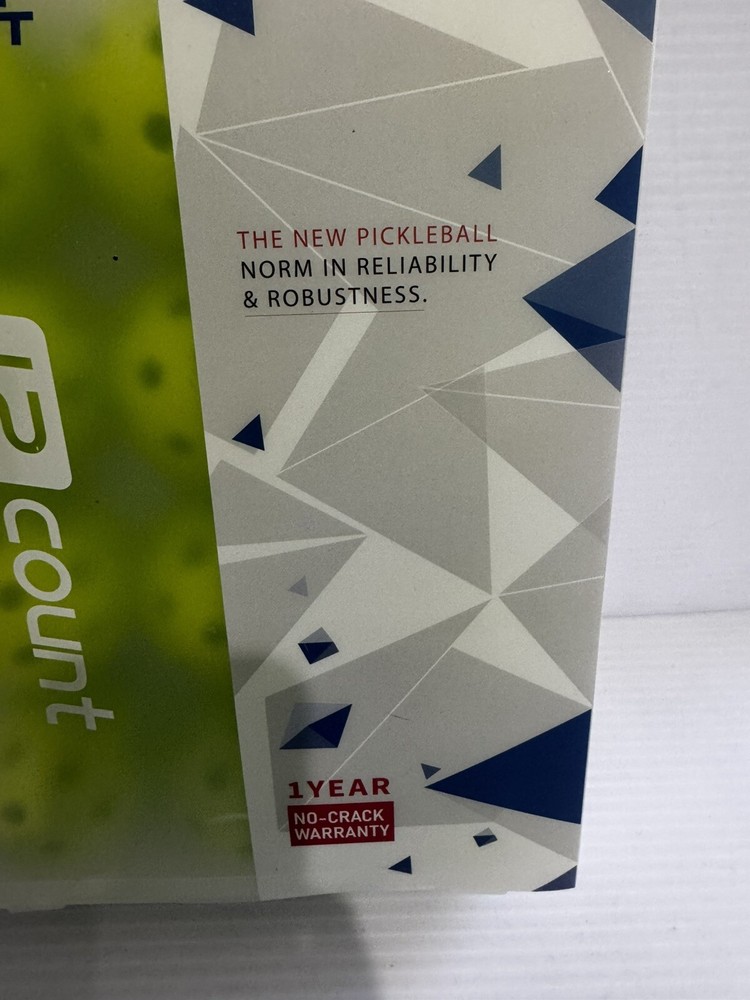 THE NEW PICKLEBALL
NORM IN RELIABILITY
& ROBUSTNESS.
12
count
1YEAR
NO-CRACK
WARRANTY